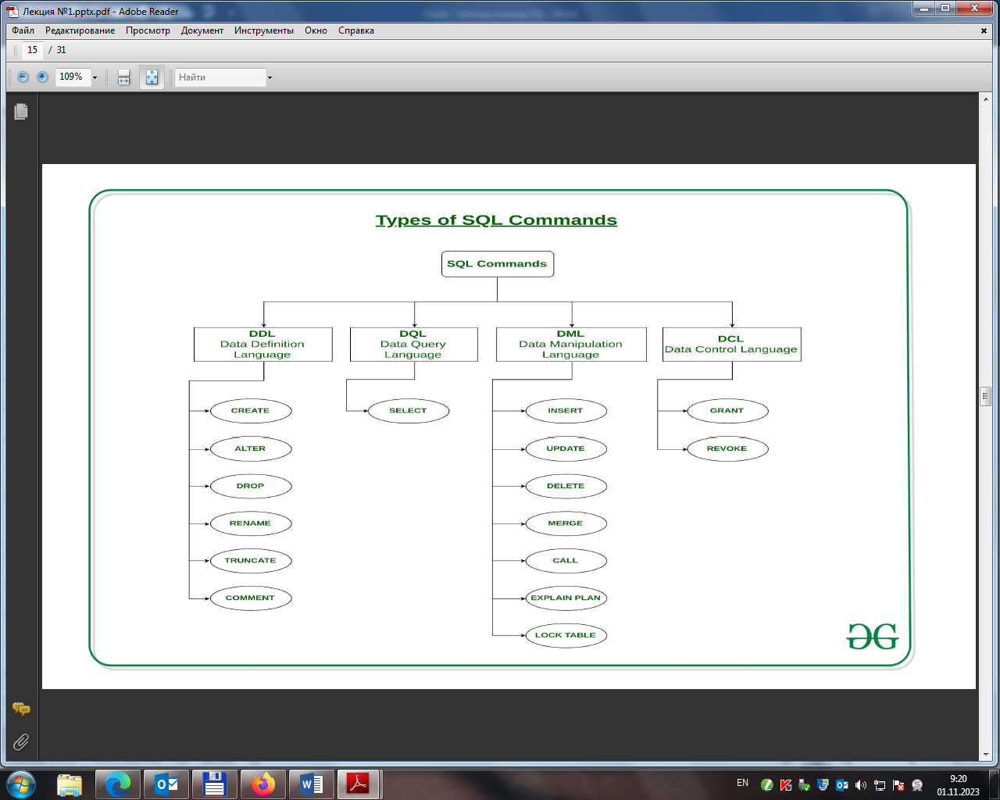 Лекция №1.pptx.pdf - Adobe Reader
Файл Редактирование Просмотр Документ Инструменты Окно Справка
15 / 31
109% Найти
Types of SQL Commands
SQL Commands
DDL
Data Definition
Language
DQL
Data Query
Language
DML
Data Manipulation
Language
DCL
Data Control Language
CREATE
ALTER
DROP
RENAME
TRUNCATE
COMMENT
SELECT
INSERT
UPDATE
DELETE
MERGE
CALL
EXPLAIN PLAN
LOCK TABLE
GRANT
REVOKE
EN
9:20
01.11.2023